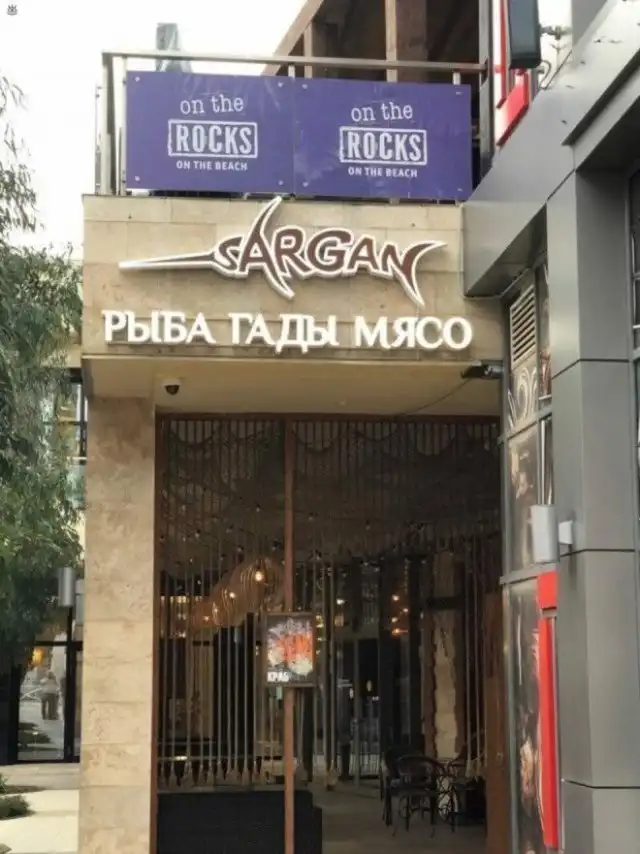 on the
ROCKS
ON THE BEACH
on the
ROCKS
ON THE BEACH
SARGAN
РЫБА ГАДЫ МЯСО
КРАБ